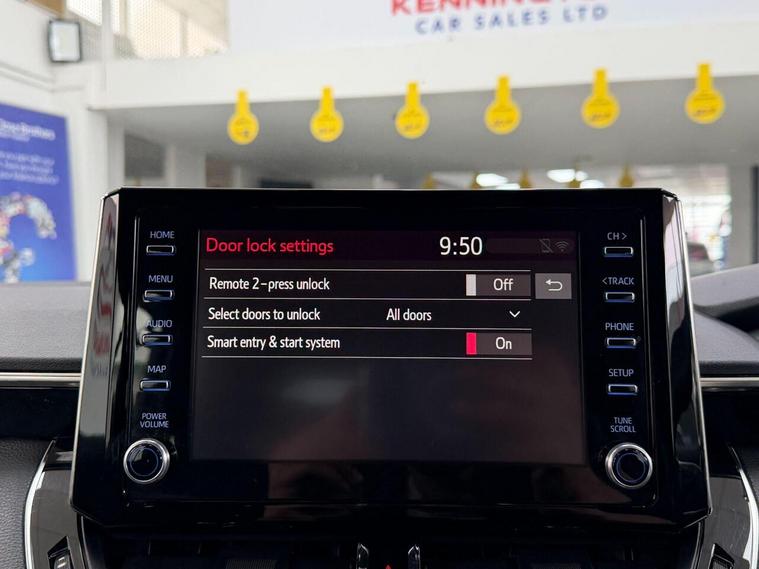 CAR SALES LTD
HOME
MENU
AUDIO
MAP
POWER
VOLUME
Door lock settings 9:50
Remote 2-press unlock Off
Select doors to unlock All doors
Smart entry & start system On
CH >
<TRACK
PHONE
SETUP
TUNE
SCROLL